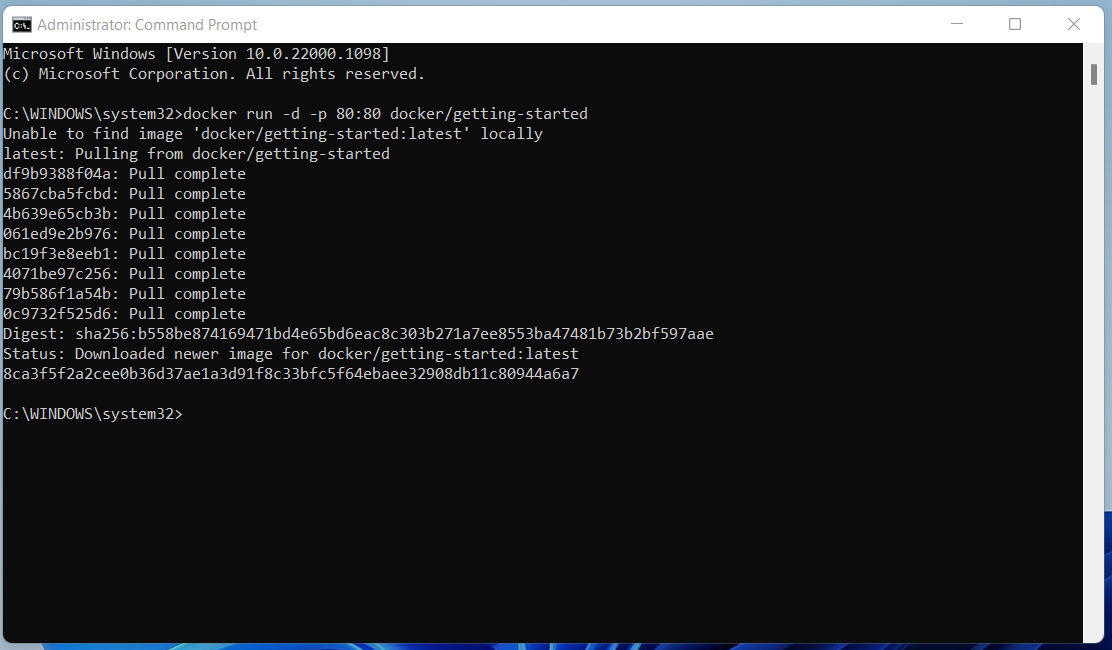 Administrator: Command Prompt
Microsoft Windows [Version 10.0.22000.1098]
(c) Microsoft Corporation. All rights reserved.
C:\WINDOWS\system32>docker run -d -p 80:80 docker/getting-started
Unable to find image 'docker/getting-started:latest' locally
latest: Pulling from docker/getting-started
df9b9388f04a: Pull complete
5867cba5fcbd: Pull complete
4b639e65cb3b: Pull complete
061ed9e2b976: Pull complete
bc19f3e8eeb1: Pull complete
4071be97c256: Pull complete
79b586f1a54b: Pull complete
0c9732f525d6: Pull complete
Digest: sha256:b558be874169471bd4e65bd6eac8c303b271a7ee8553ba47481b73b2bf597aae
Status: Downloaded newer image for docker/getting-started:latest
8ca3f5f2a2cee0b36d37ae1a3d91f8c33bfc5f64ebaee32908db11c80944a6a7
C:\WINDOWS\system32>